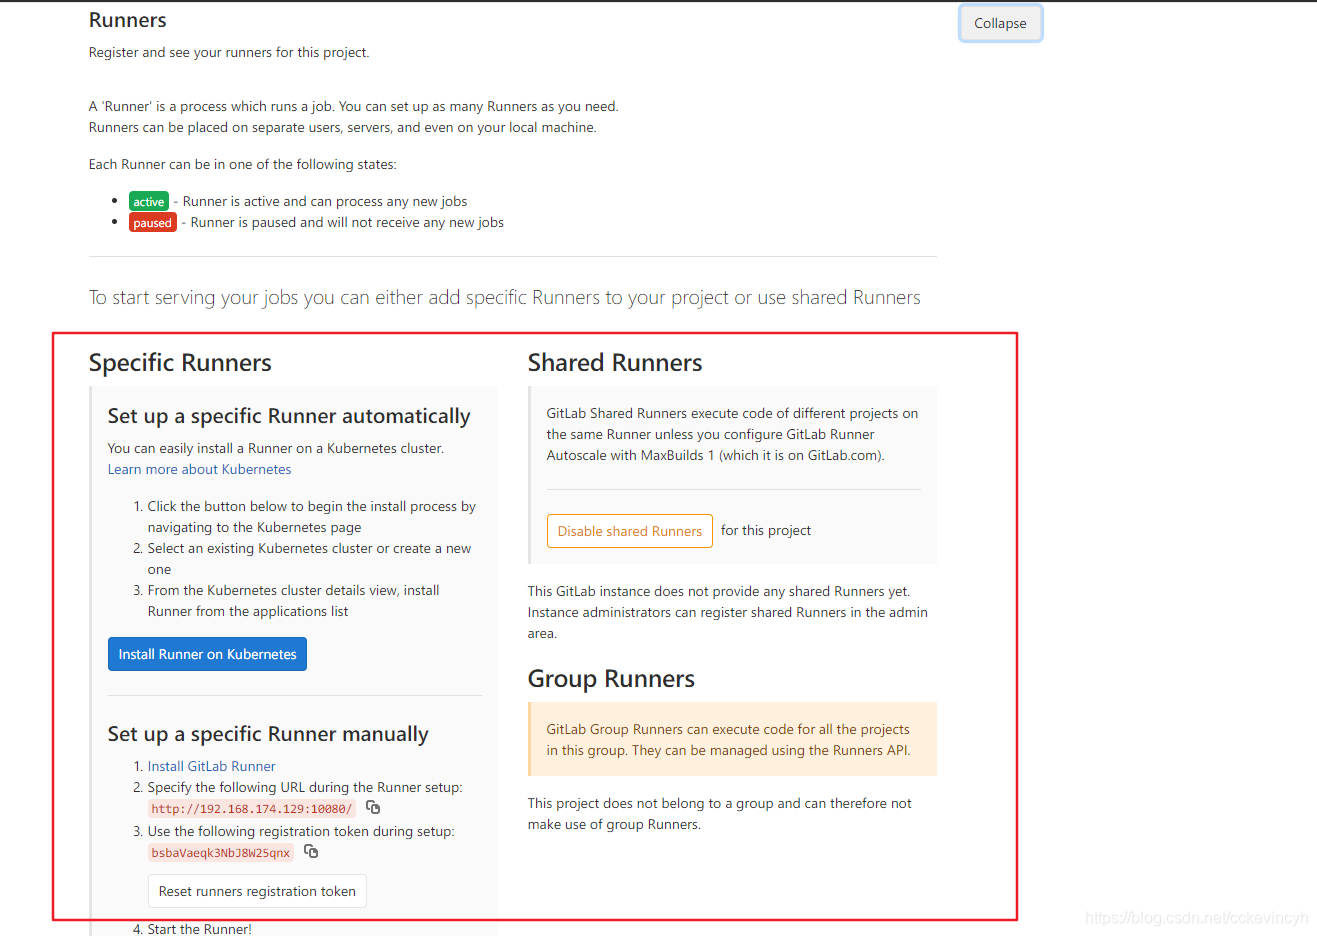 Runners
Collapse
Register and see your runners for this project.
A 'Runner' is a process which runs a job. You can set up as many Runners as you need.
Runners can be placed on separate users, servers, and even on your local machine.
Each Runner can be in one of the following states:
active - Runner is active and can process any new jobs
paused - Runner is paused and will not receive any new jobs
To start serving your jobs you can either add specific Runners to your project or use shared Runners
Specific Runners
Set up a specific Runner automatically
You can easily install a Runner on a Kubernetes cluster.
Learn more about Kubernetes
1. Click the button below to begin the install process by
navigating to the Kubernetes page
2. Select an existing Kubernetes cluster or create a new
one
3. From the Kubernetes cluster details view, install
Runner from the applications list
Install Runner on Kubernetes
Set up a specific Runner manually
1. Install GitLab Runner
2. Specify the following URL during the Runner setup:
http://192.168.174.129:10080/
3. Use the following registration token during setup:
bsbaVaeqk3NbJ8W25qnx
Reset runners registration token
4. Start the Runner!
Shared Runners
GitLab Shared Runners execute code of different projects on
the same Runner unless you configure GitLab Runner
Autoscale with MaxBuilds 1 (which it is on GitLab.com).
Disable shared Runners for this project
This GitLab instance does not provide any shared Runners yet.
Instance administrators can register shared Runners in the admin
area.
Group Runners
GitLab Group Runners can execute code for all the projects
in this group. They can be managed using the Runners API.
This project does not belong to a group and can therefore not
make use of group Runners.
https://blog.csdn.net/cckevincyh